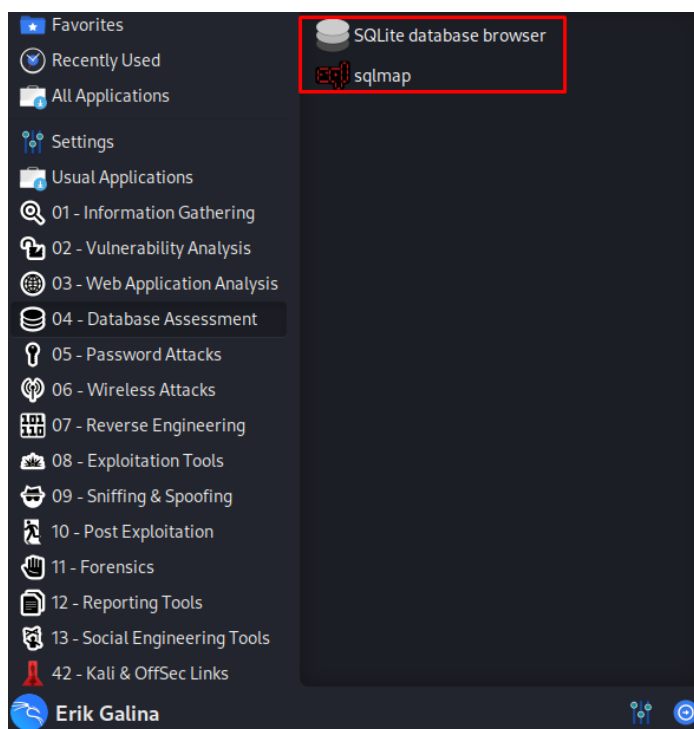 Favorites
Recently Used
All Applications
Settings
Usual Applications
01 - Information Gathering
02 - Vulnerability Analysis
03 - Web Application Analysis
04 - Database Assessment
05 - Password Attacks
06 - Wireless Attacks
07 - Reverse Engineering
08 - Exploitation Tools
09 - Sniffing & Spoofing
10 - Post Exploitation
11 - Forensics
12 - Reporting Tools
13 - Social Engineering Tools
42 - Kali & OffSec Links
Erik Galina
SQLite database browser
sqlmap